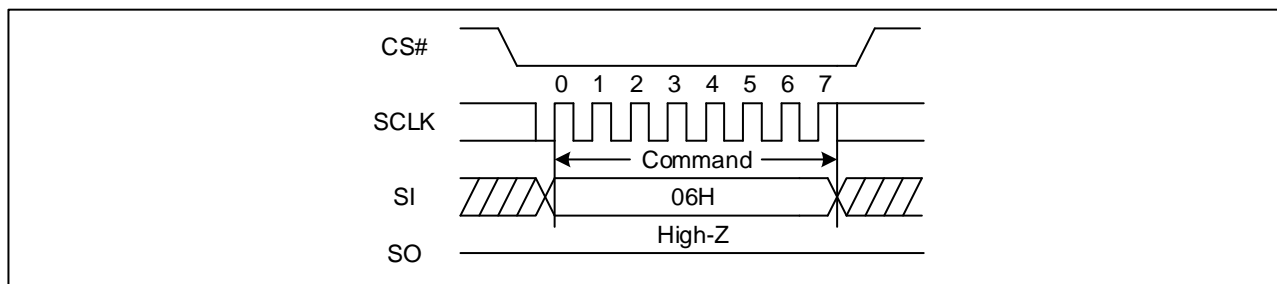 CS#
0 1 2 3 4 5 6 7
SCLK
Command
SI
06H
High-Z
SO